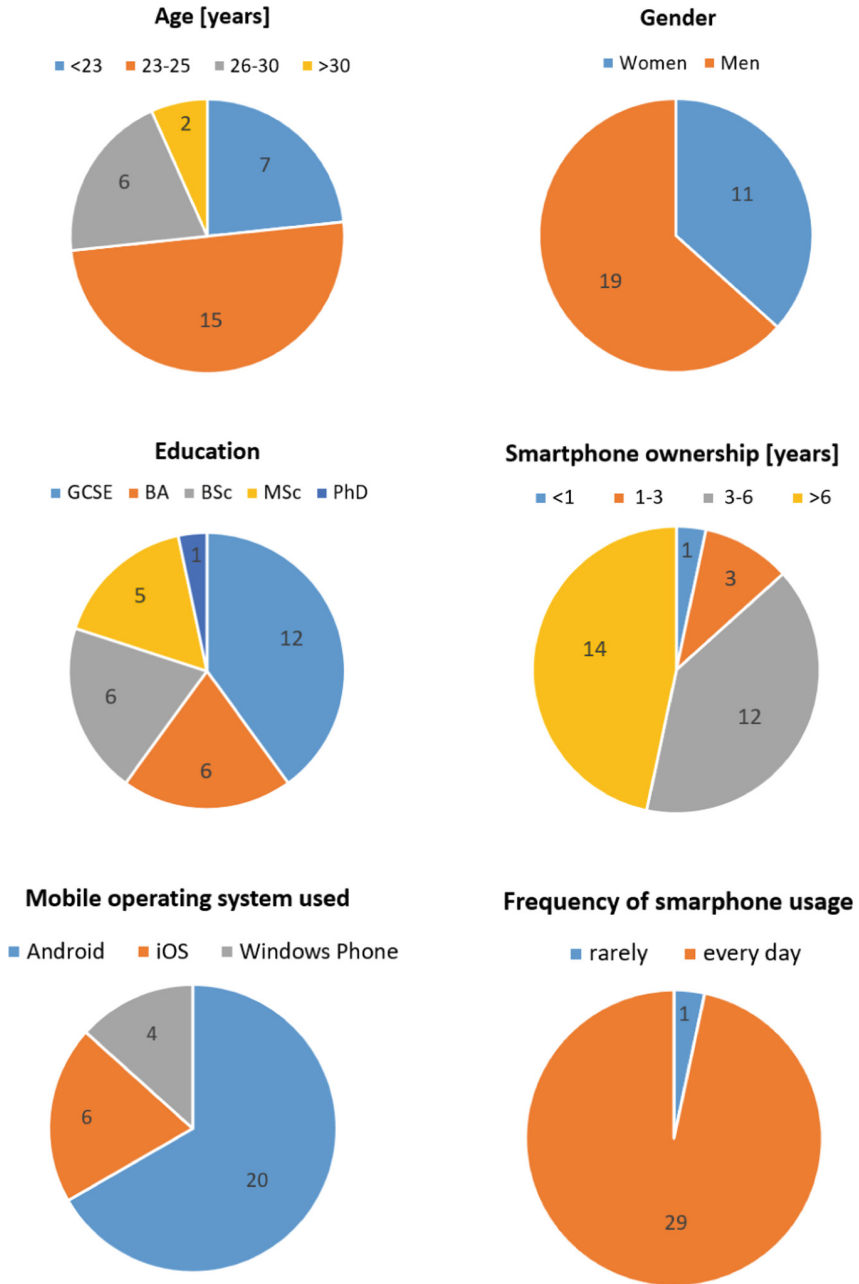 Age [years]
<23 23-25 26-30 >30
2
7
6
15
Gender
Women Men
11
19
Education
GCSE BA BSc MSc PhD
1
5
12
6
6
Smartphone ownership [years]
<1 1-3 3-6 >6
1
3
14
12
Mobile operating system used
Android iOS Windows Phone
4
6
20
Frequency of smarphone usage
rarely every day
1
29